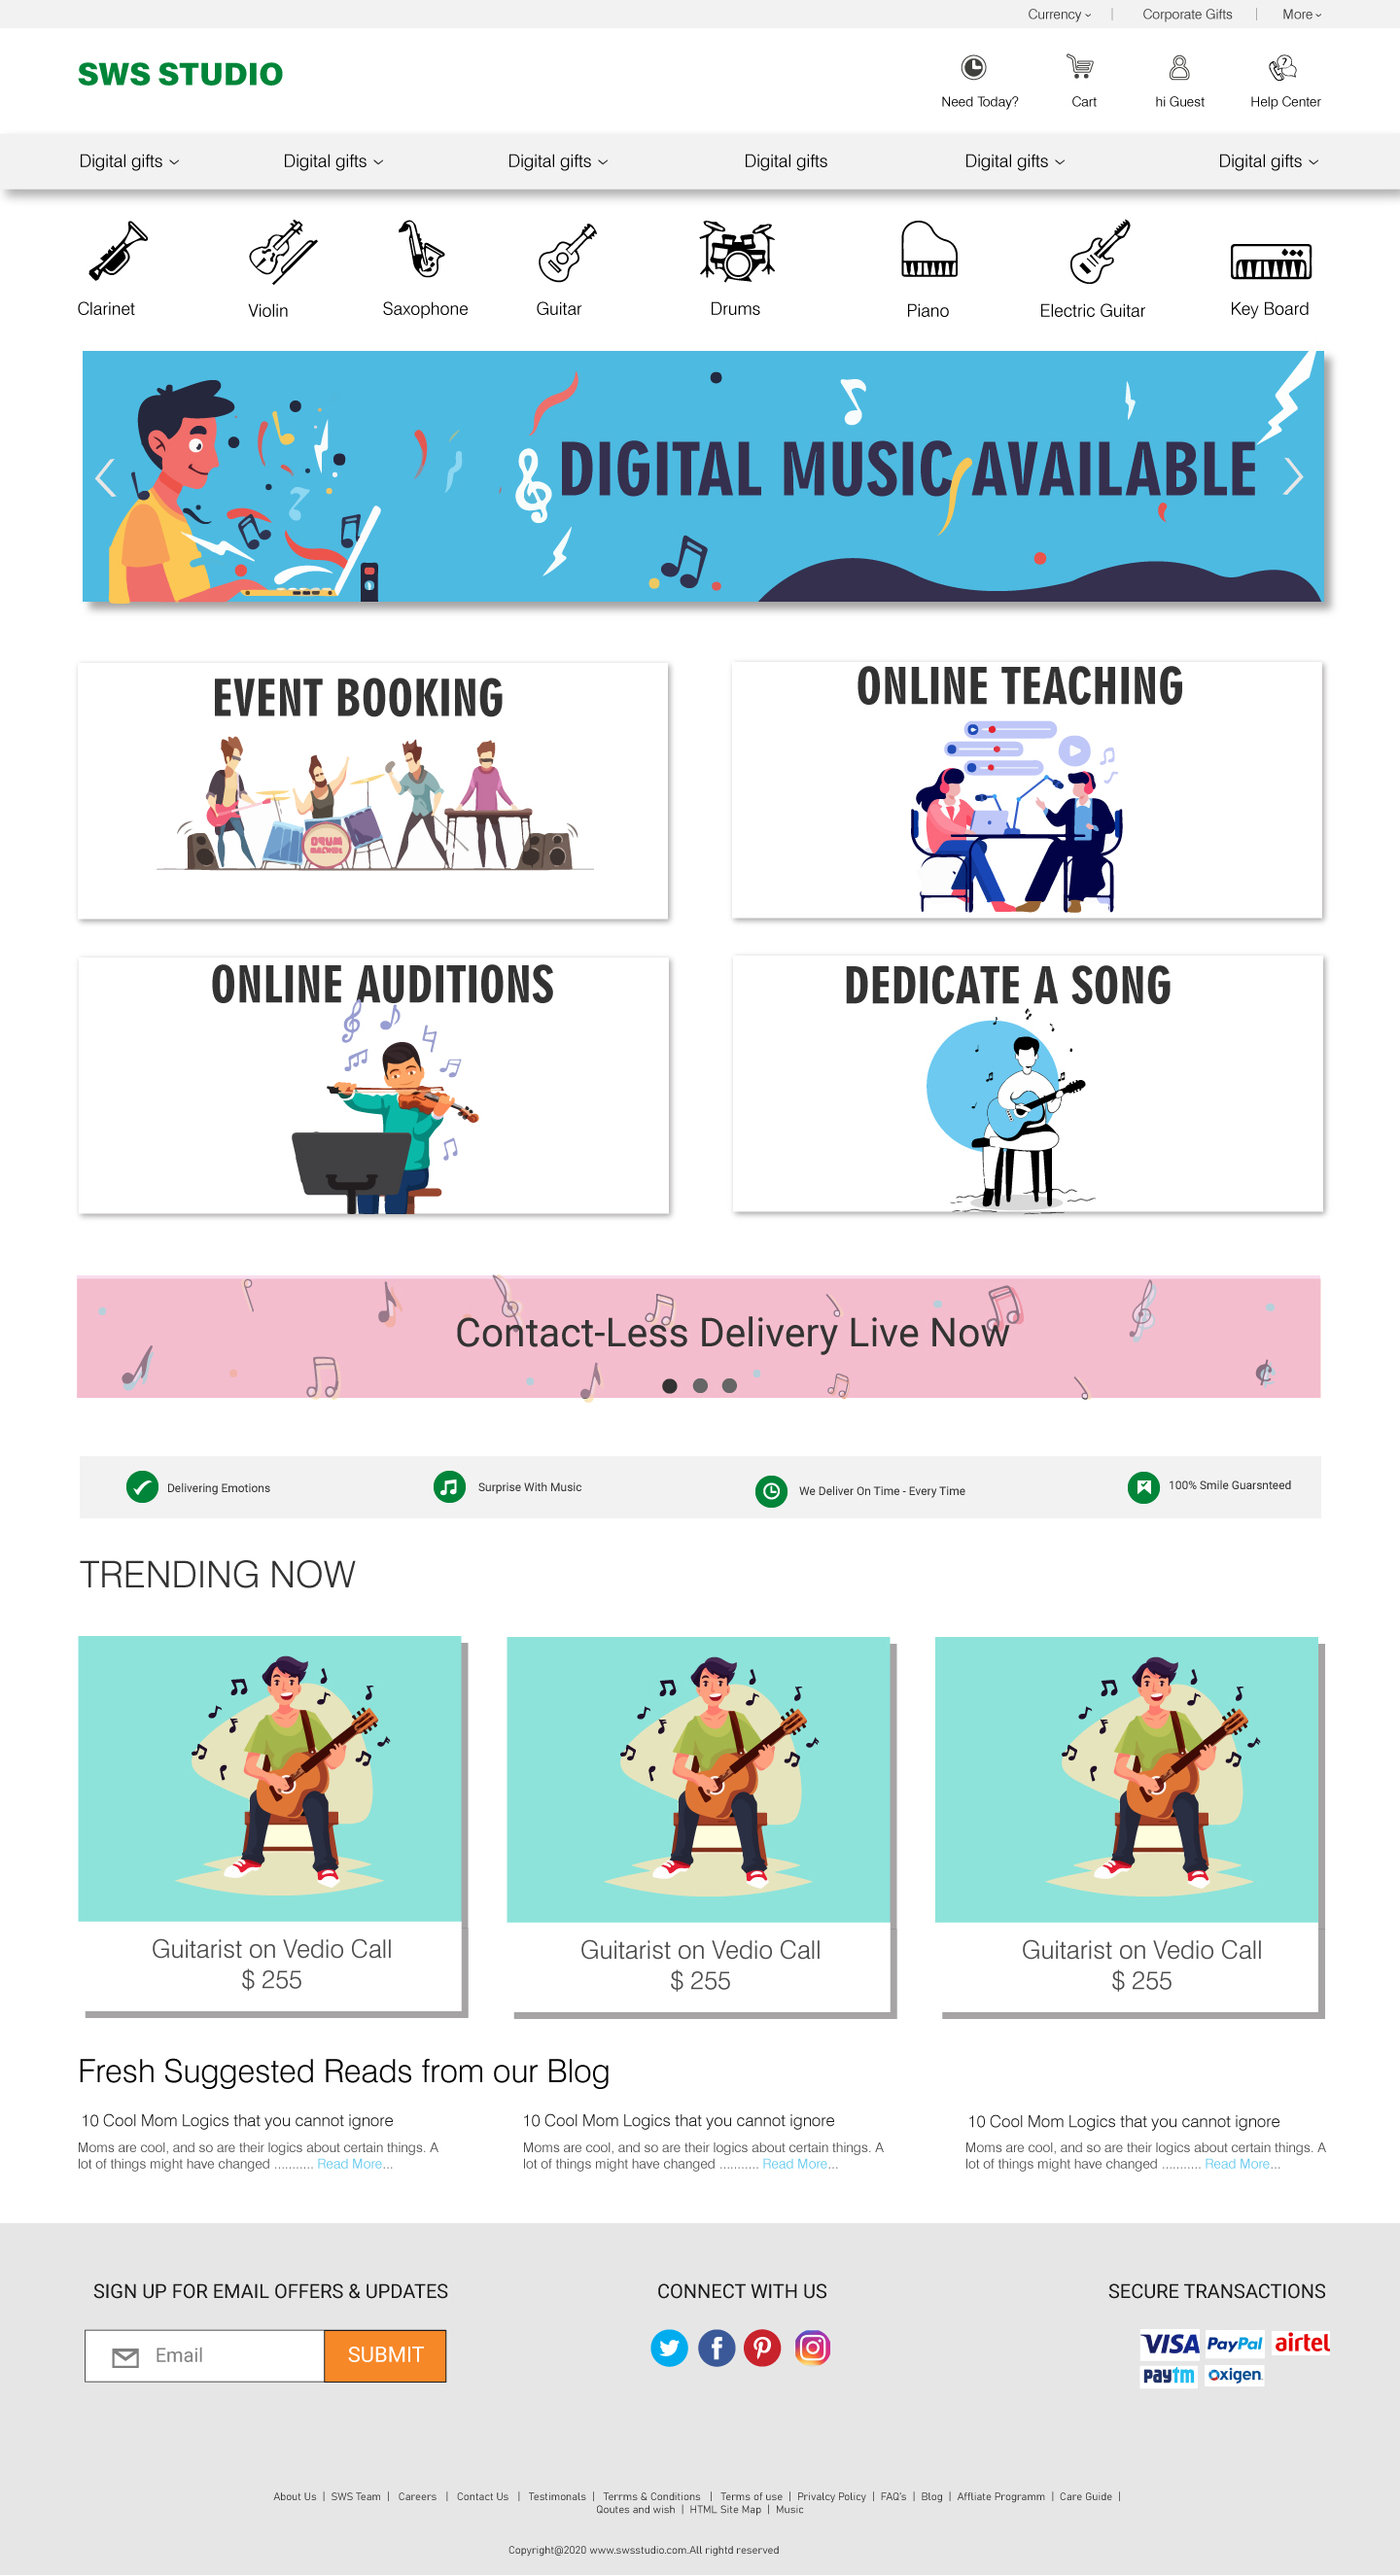 Currency
Corporate Gifts
More
SWS STUDIO
Need Today?
Cart
hi Guest
Help Center
Digital gifts
Digital gifts
Digital gifts
Digital gifts
Digital gifts
Digital gifts
Clarinet
Violin
Saxophone
Guitar
Drums
Piano
Electric Guitar
Key Board
DIGITAL MUSIC AVAILABLE
EVENT BOOKING
DRUM
MACHINE
ONLINE TEACHING
ONLINE AUDITIONS
DEDICATE A SONG
Contact-Less Delivery Live Now
Delivering Emotions
Surprise With Music
We Deliver On Time - Every Time
100% Smile Guarsnteed
TRENDING NOW
Guitarist on Vedio Call
$ 255
Guitarist on Vedio Call
$ 255
Guitarist on Vedio Call
$ 255
Fresh Suggested Reads from our Blog
10 Cool Mom Logics that you cannot ignore
Moms are cool, and so are their logics about certain things. A
lot of things might have changed ........... Read More...
10 Cool Mom Logics that you cannot ignore
Moms are cool, and so are their logics about certain things. A
lot of things might have changed ........... Read More...
10 Cool Mom Logics that you cannot ignore
Moms are cool, and so are their logics about certain things. A
lot of things might have changed ........... Read More...
SIGN UP FOR EMAIL OFFERS & UPDATES
Email
SUBMIT
CONNECT WITH US
SECURE TRANSACTIONS
VISA PayPal airtel
paytm oxigen
About Us | SWS Team | Careers | Contact Us | Testimonals | Terrms & Conditions | Terms of use | Privalcy Policy | FAQ's | Blog | Affliate Programm | Care Guide |
Qoutes and wish | HTML Site Map | Music
Copyright@2020 www.swsstudio.com.All rightd reserved